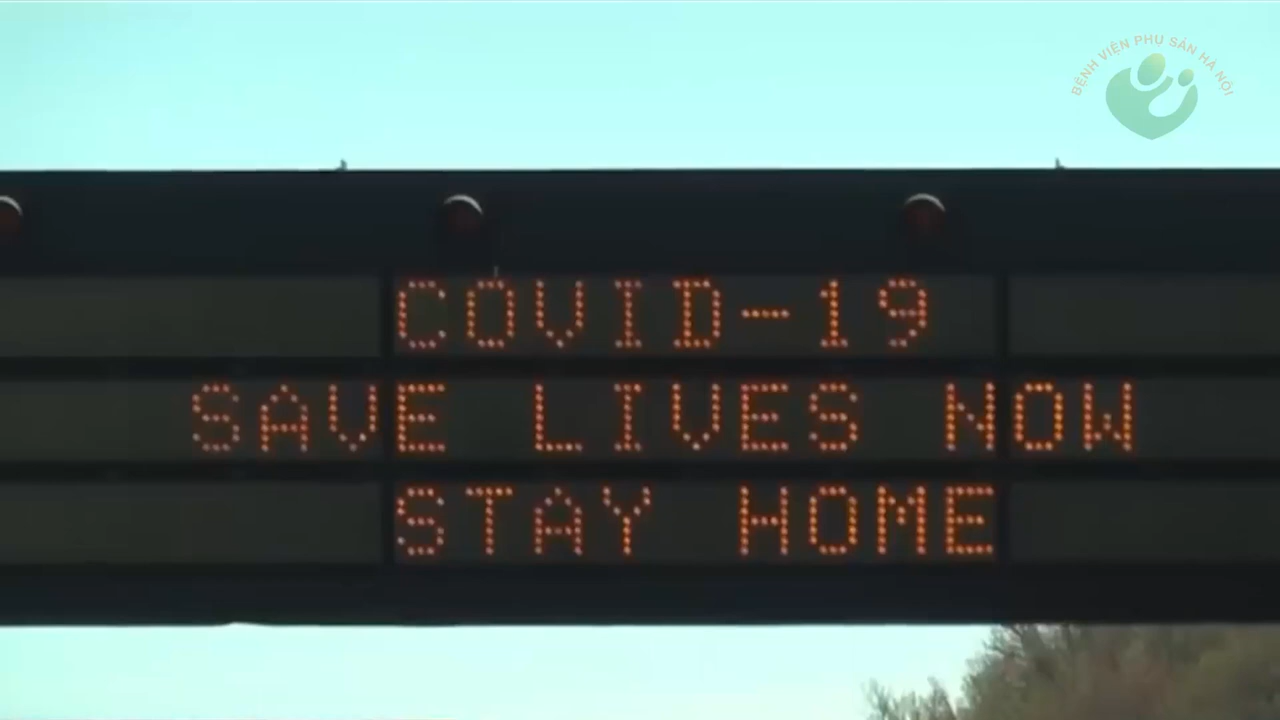 BỆNH VIỆN PHỤ SẢN HÀ NỘI
COVID-19
SAVE LIVES NOW
STAY HOME